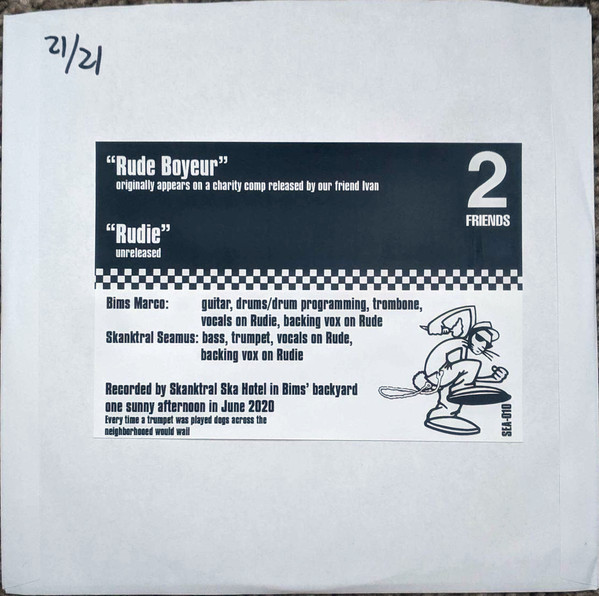 21/21
"Rude Boyeur"
originally appears on a charity comp released by our friend Ivan
2
FRIENDS
"Rudie"
unreleased
Bims Marco: guitar, drums/drum programming, trombone,
vocals on Rudie, backing vox on Rude
Skanktral Seamus: bass, trumpet, vocals on Rude,
backing vox on Rudie
Recorded by Skanktral Ska Hotel in Bims' backyard
one sunny afternoon in June 2020
Every time a trumpet was played dogs across the
neighborhooed would wail
SEA-010